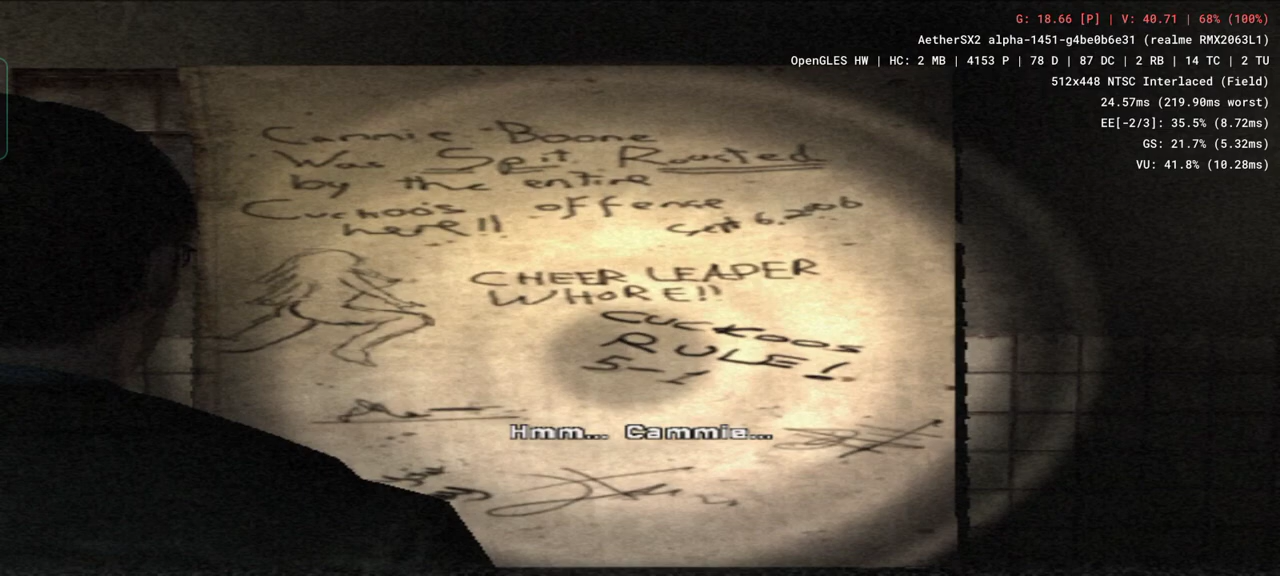 G: 18.66 [P] | V: 40.71 | 68% (100%)
AetherSX2 alpha-1451-g4be0b6e31 (realme RMX2063L1)
OpenGLES HW | HC: 2 MB | 4153 P | 78 D | 87 DC | 2 RB | 14 TC | 2 TU
512x448 NTSC Interlaced (Field)
24.57ms (219.90ms worst)
EE[-2/3]: 35.5% (8.72ms)
GS: 21.7% (5.32ms)
VU: 41.8% (10.28ms)
Cammie Boone
Was Spit Roasted
by the entire
Cuckoo's offense
here!!
Sept 6, 2006
CHEER LEADER
WHORE!!
CUCKOOS
RULE!
5-1
Hmm... Cammie...